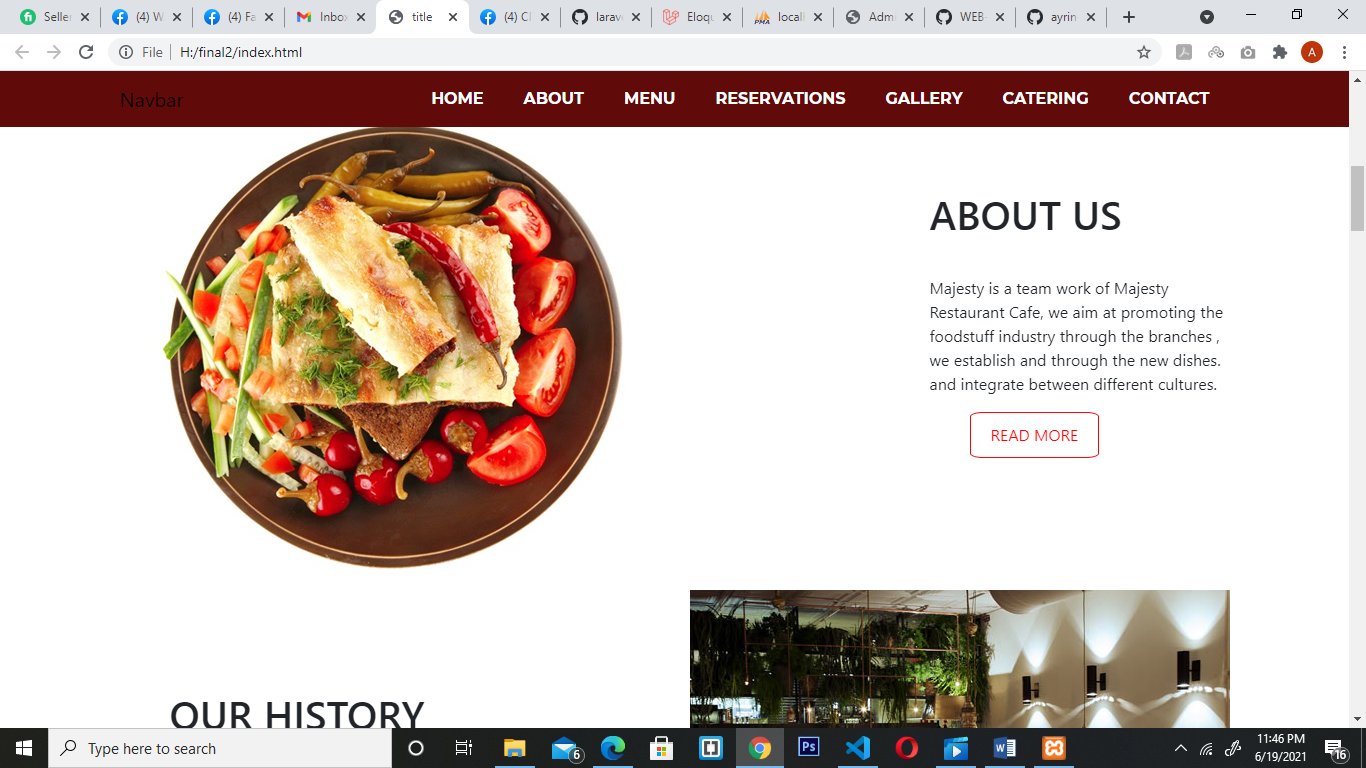 Seller
(4) W
(4) Fa
Inbox
title
(4) Cl
larav
Eloqu
PMA
locall
Adm
WEB-
ayrin
File
H:/final2/index.html
A
Navbar
HOME ABOUT MENU RESERVATIONS GALLERY CATERING CONTACT
ABOUT US
Majesty is a team work of Majesty
Restaurant Cafe, we aim at promoting the
foodstuff industry through the branches ,
we establish and through the new dishes.
and integrate between different cultures.
READ MORE
OUR HISTORY
Type here to search
6
Ps
11:46 PM
6/19/2021
16